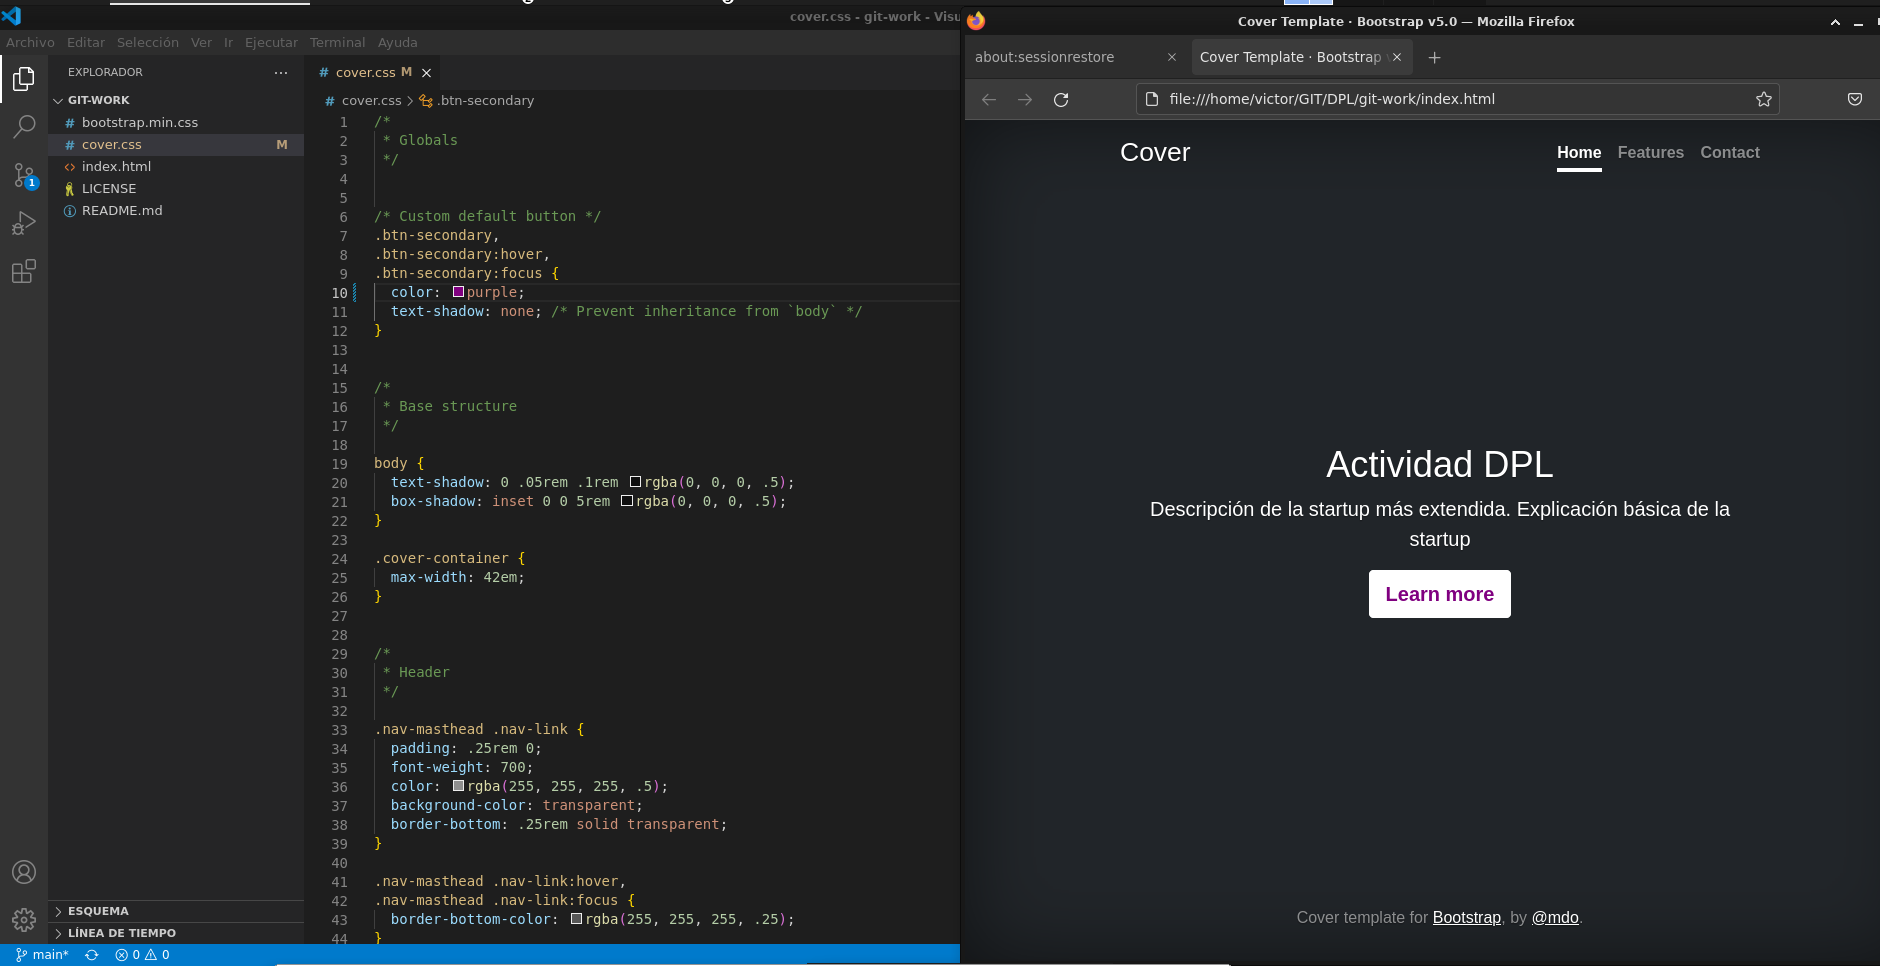 cover.css - git-work - Visu
Archivo Editar Selección Ver Ir Ejecutar Terminal Ayuda
EXPLORADOR ...
GIT-WORK
# bootstrap.min.css
# cover.css M
<> index.html
LICENSE
README.md
1
ESQUEMA
LÍNEA DE TIEMPO
main* 0 0
# cover.css M
# cover.css > .btn-secondary
1 /*
2 * Globals
3 */
4
5
6 /* Custom default button */
7 .btn-secondary,
8 .btn-secondary:hover,
9 .btn-secondary:focus {
10 color: purple;
11 text-shadow: none; /* Prevent inheritance from `body` */
12 }
13
14
15 /*
16 * Base structure
17 */
18
19 body {
20 text-shadow: 0 .05rem .1rem rgba(0, 0, 0, .5);
21 box-shadow: inset 0 0 5rem rgba(0, 0, 0, .5);
22 }
23
24 .cover-container {
25 max-width: 42em;
26 }
27
28
29 /*
30 * Header
31 */
32
33 .nav-masthead .nav-link {
34 padding: .25rem 0;
35 font-weight: 700;
36 color: rgba(255, 255, 255, .5);
37 background-color: transparent;
38 border-bottom: .25rem solid transparent;
39 }
40
41 .nav-masthead .nav-link:hover,
42 .nav-masthead .nav-link:focus {
43 border-bottom-color: rgba(255, 255, 255, .25);
44 }
Cover Template · Bootstrap v5.0 — Mozilla Firefox
about:sessionrestore
Cover Template · Bootstrap
file:///home/victor/GIT/DPL/git-work/index.html
Cover
Home Features Contact
Actividad DPL
Descripción de la startup más extendida. Explicación básica de la
startup
Learn more
Cover template for Bootstrap, by @mdo.